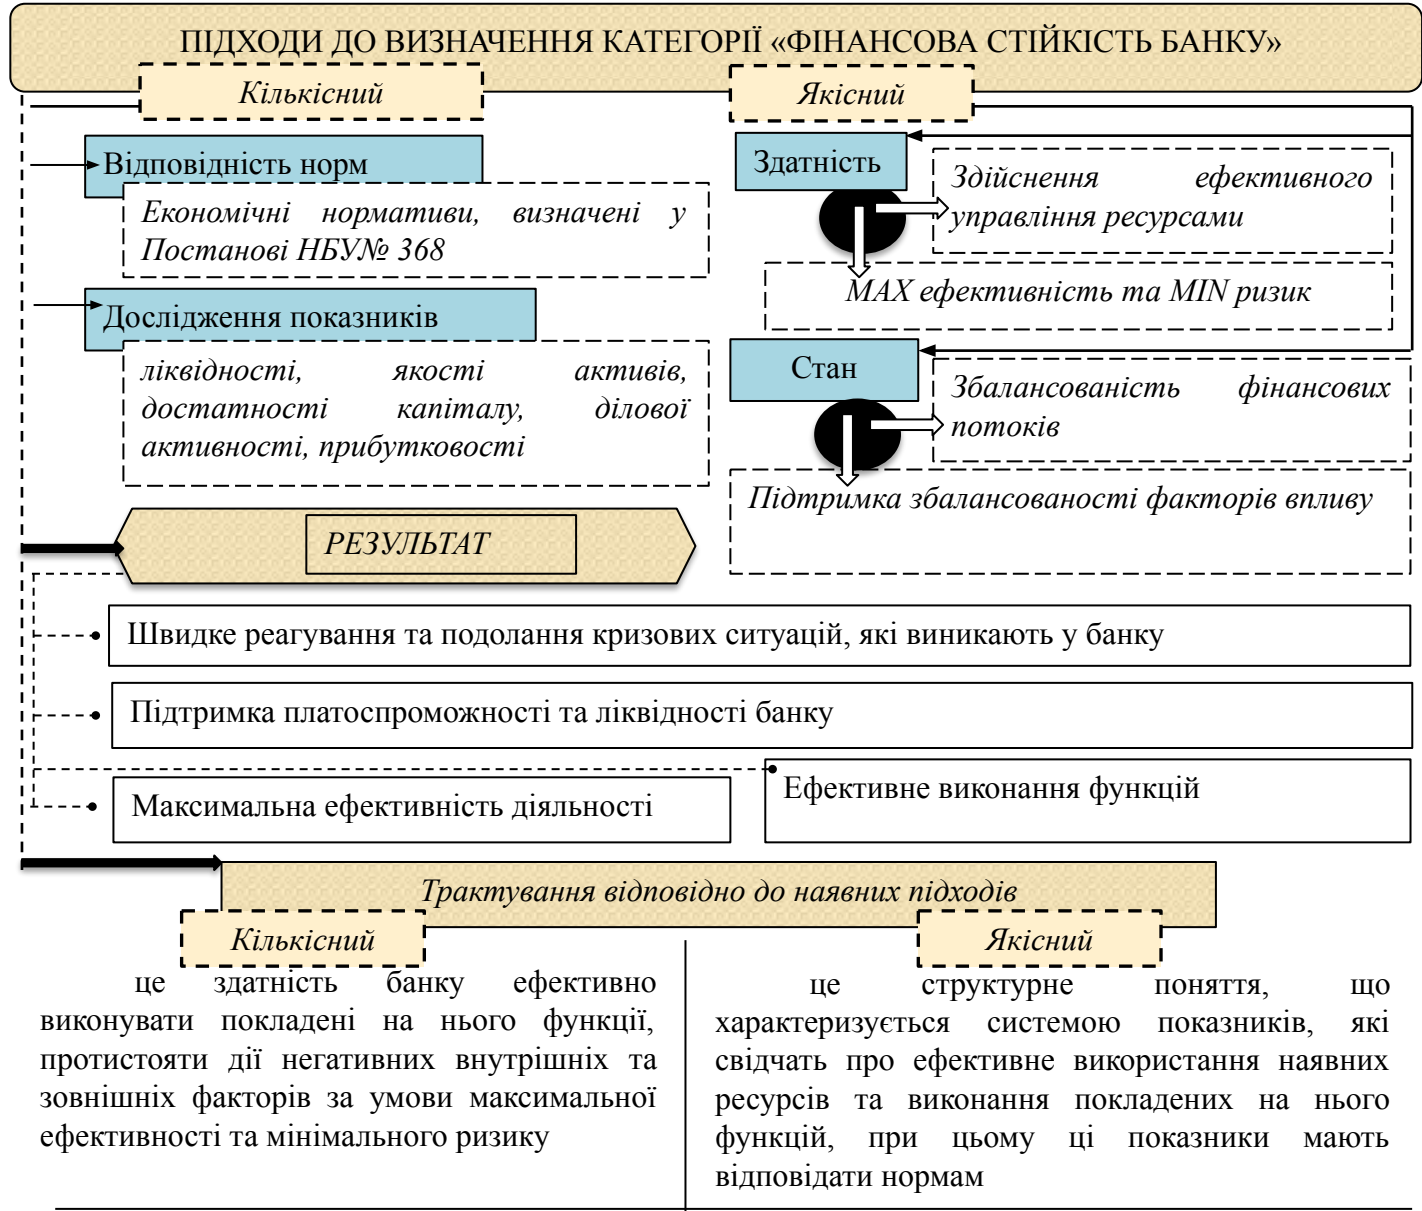 ПІДХОДИ ДО ВИЗНАЧЕННЯ КАТЕГОРІЇ «ФІНАНСОВА СТІЙКІСТЬ БАНКУ»
Кількісний
Відповідність норм
Економічні нормативи, визначені у
Постанові НБУ№ 368
Дослідження показників
ліквідності, якості активів,
достатності капіталу, ділової
активності, прибутковості
Якісний
Здатність
Здійснення ефективного
управління ресурсами
MAX ефективність та MIN ризик
Стан
Збалансованість фінансових
потоків
Підтримка збалансованості факторів впливу
РЕЗУЛЬТАТ
Швидке реагування та подолання кризових ситуацій, які виникають у банку
Підтримка платоспроможності та ліквідності банку
Максимальна ефективність діяльності
Ефективне виконання функцій
Трактування відповідно до наявних підходів
Кількісний
це здатність банку ефективно
виконувати покладені на нього функції,
протистояти дії негативних внутрішніх та
зовнішніх факторів за умови максимальної
ефективності та мінімального ризику
Якісний
це структурне поняття, що
характеризується системою показників, які
свідчать про ефективне використання наявних
ресурсів та виконання покладених на нього
функцій, при цьому ці показники мають
відповідати нормам